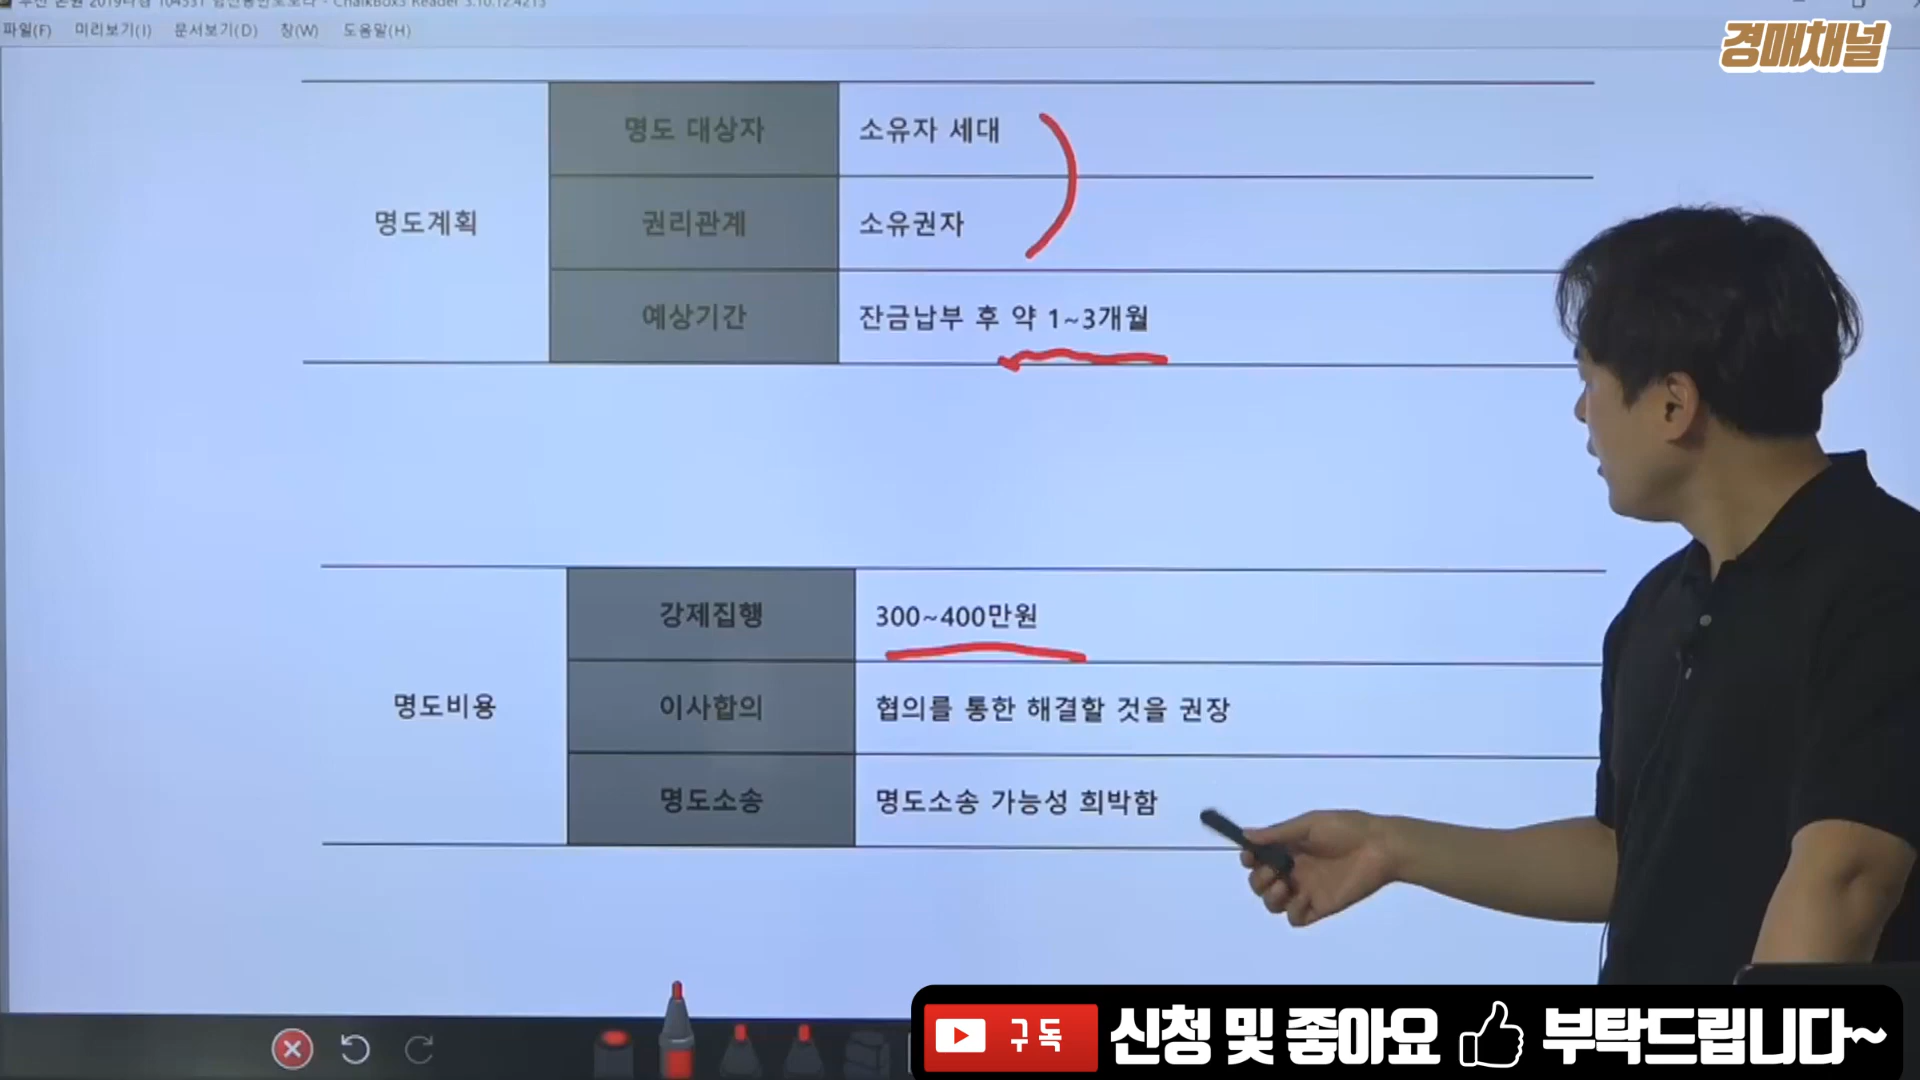 파일(F) 미리보기(I) 문서보기(D) 창(W) 도움말(H)
경매채널
명도계획
명도 대상자 소유자 세대
권리관계 소유권자
예상기간 잔금납부 후 약 1~3개월
명도비용
강제집행 300~400만원
이사합의 협의를 통한 해결할 것을 권장
명도소송 명도소송 가능성 희박함
구독 신청 및 좋아요 부탁드립니다~